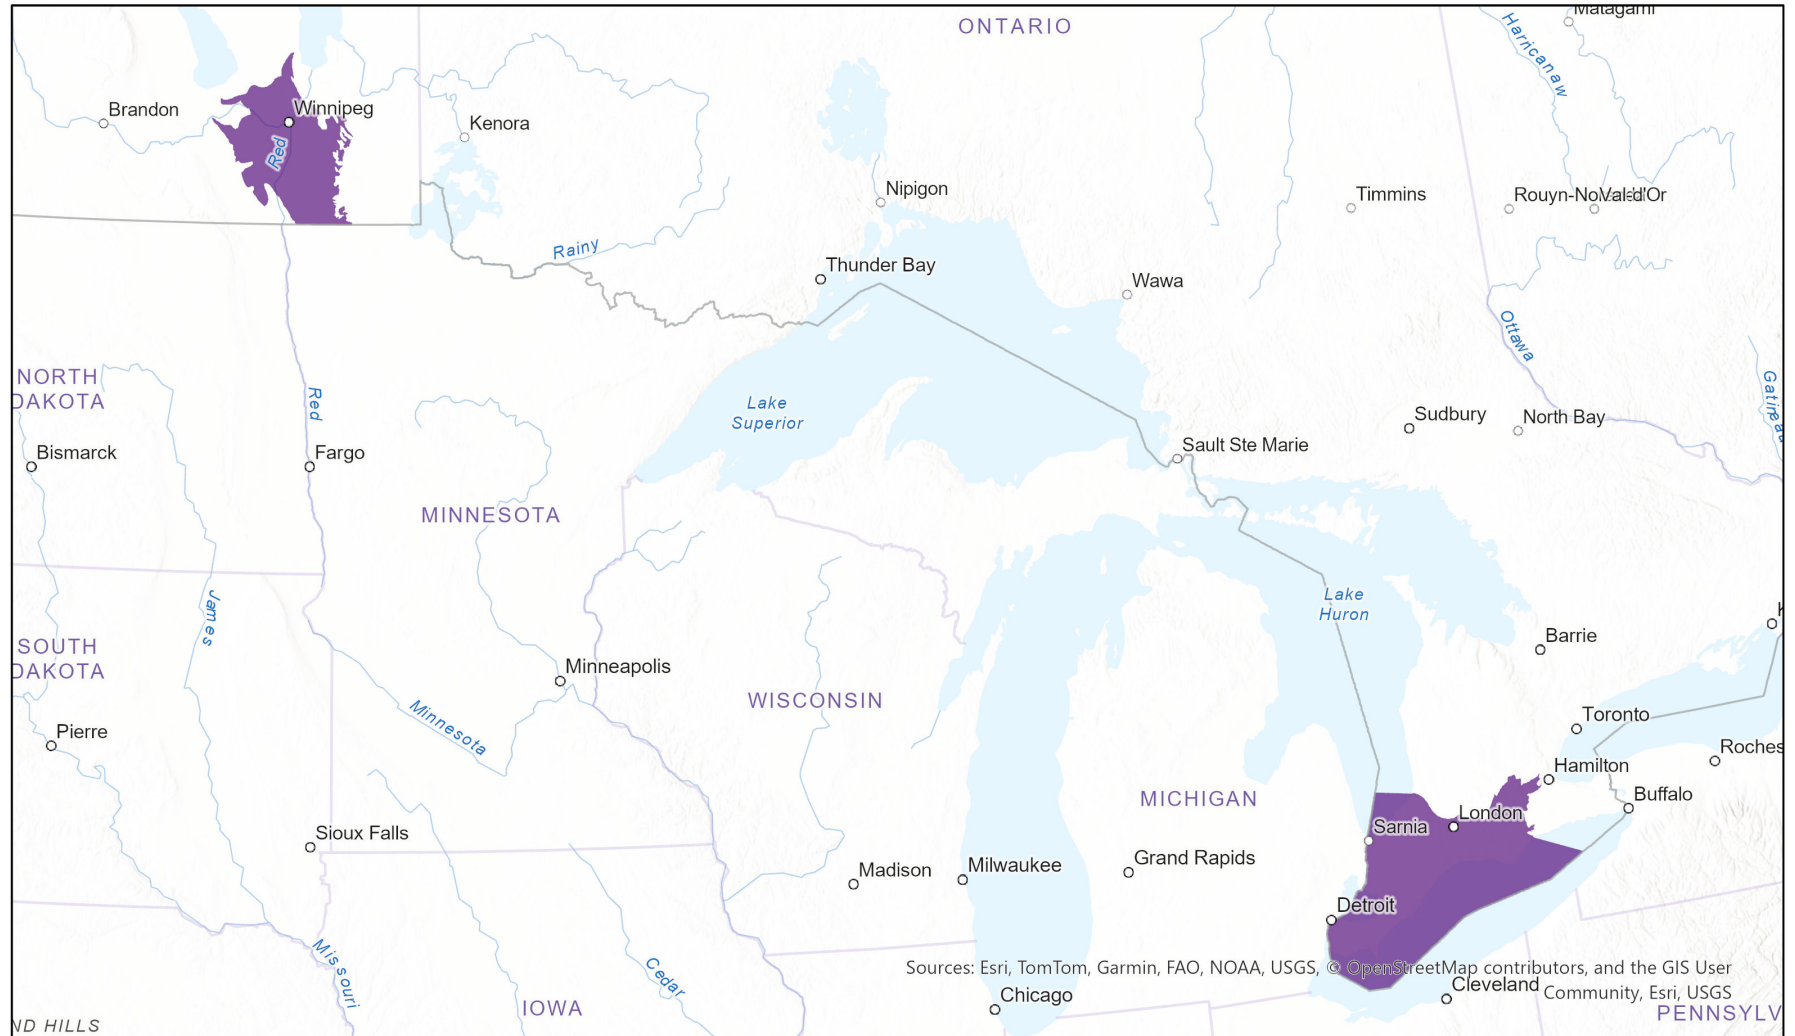 Matagami
ONTARIO
Harricanaw
Brandon
Winnipeg
Kenora
Red
Nipigon
Timmins
Rouyn-No
Val-d'Or
Rainy
Thunder Bay
Wawa
Ottawa
NORTH
DAKOTA
Red
Lake
Superior
Gatineau
Sudbury
North Bay
Bismarck
Fargo
Sault Ste Marie
MINNESOTA
James
Lake
Huron
SOUTH
DAKOTA
Barrie
Minneapolis
WISCONSIN
Minnesota
Pierre
Toronto
Roches
Hamilton
Buffalo
MICHIGAN
Sioux Falls
Sarnia
London
Madison
Milwaukee
Grand Rapids
Detroit
Missouri
Cedar
Sources: Esri, TomTom, Garmin, FAO, NOAA, USGS, © OpenStreetMap contributors, and the GIS User
Community, Esri, USGS
Chicago
Cleveland
IOWA
PENNSYLV
ND HILLS